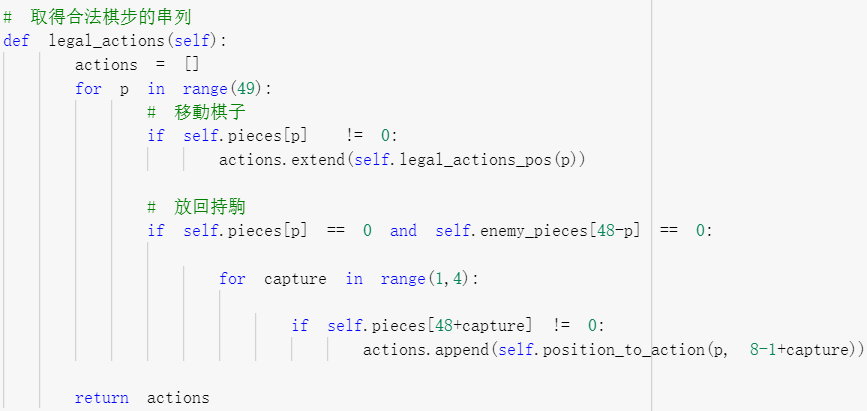 # 取得合法棋步的串列
def legal_actions(self):
actions = []
for p in range(49):
# 移動棋子
if self.pieces[p] != 0:
actions.extend(self.legal_actions_pos(p))
# 放回持駒
if self.pieces[p] == 0 and self.enemy_pieces[48-p] == 0:
for capture in range(1,4):
if self.pieces[48+capture] != 0:
actions.append(self.position_to_action(p, 8-1+capture))
return actions